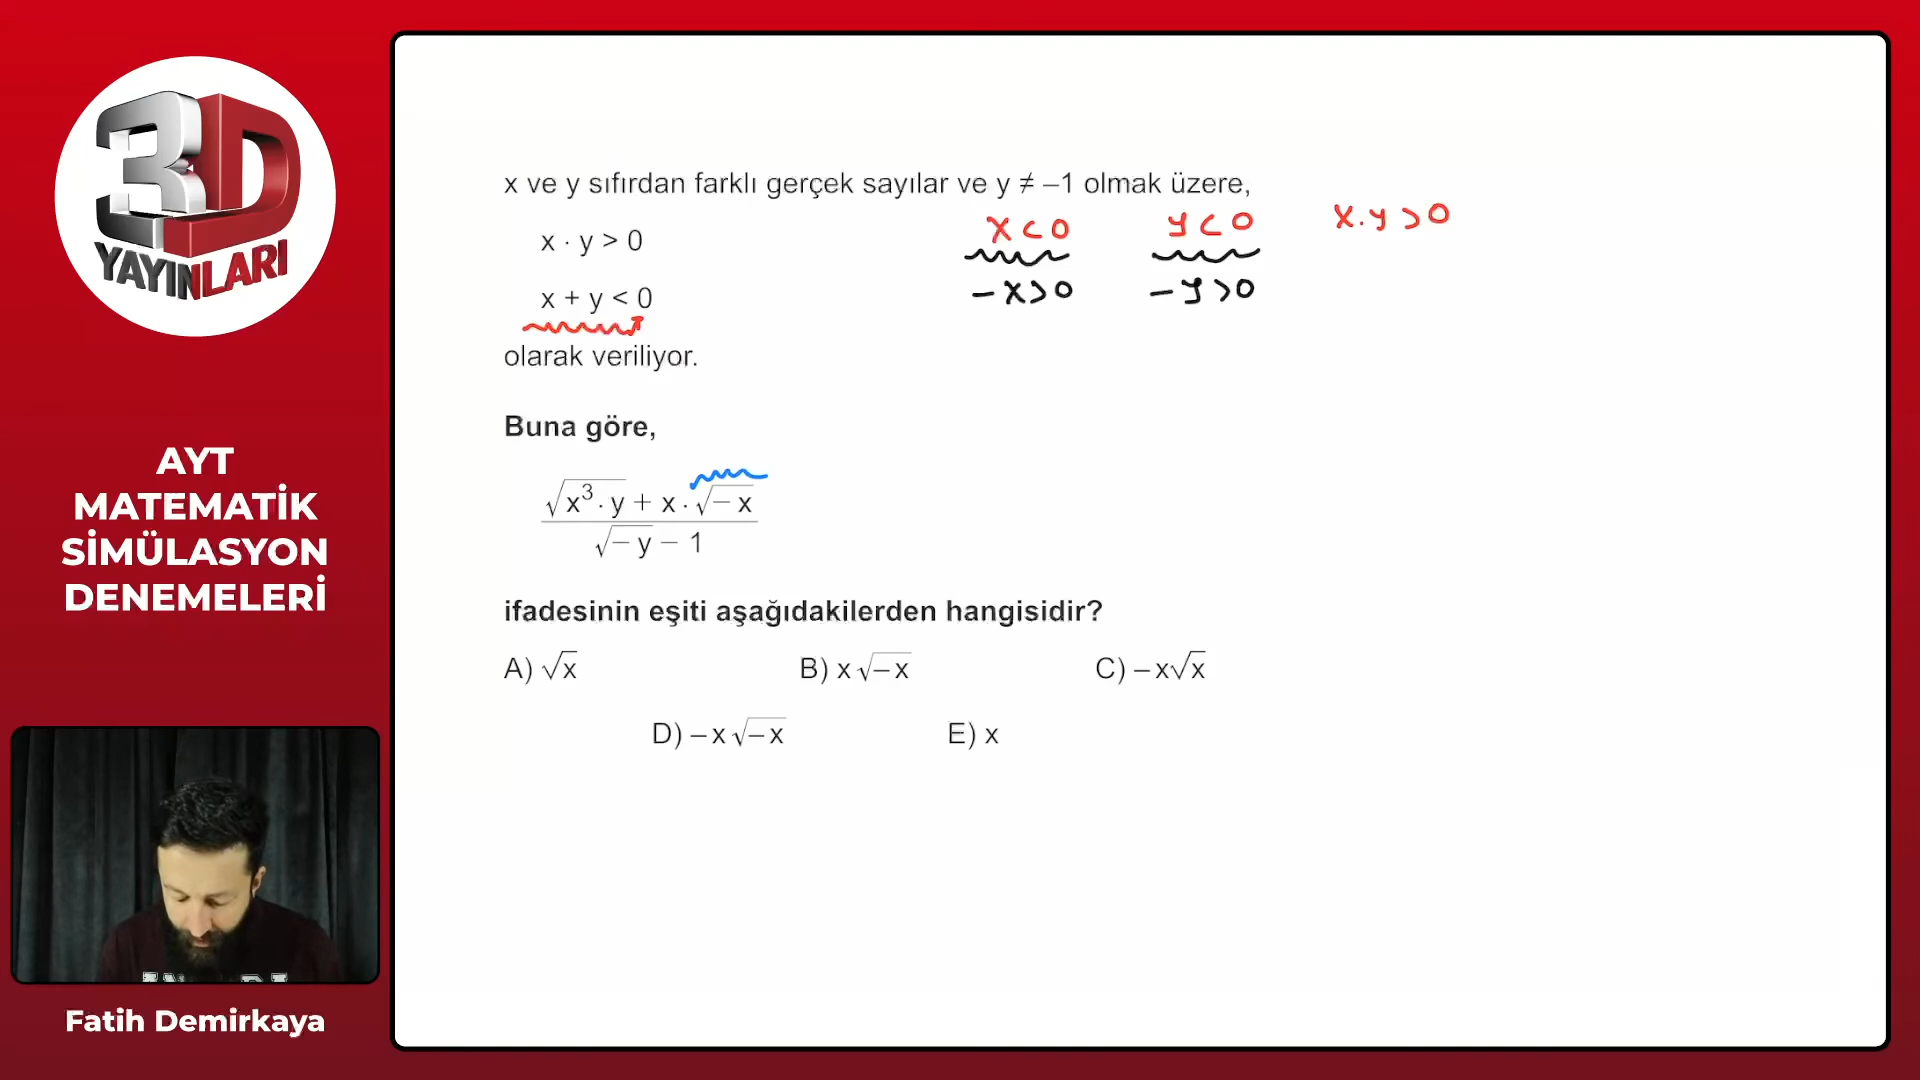 3D
YAYINLARI
AYT
MATEMATİK
SİMÜLASYON
DENEMELERİ
Fatih Demirkaya
x ve y sıfırdan farklı gerçek sayılar ve y ≠ –1 olmak üzere,
x · y > 0
x < 0 y < 0 x.y > 0
x + y < 0
–x > 0 –y > 0
olarak veriliyor.
Buna göre,
√(x³ · y) + x · √(–x)
√(–y) – 1
ifadesinin eşiti aşağıdakilerden hangisidir?
A) √x B) x√(–x) C) –x√x
D) –x√(–x) E) x